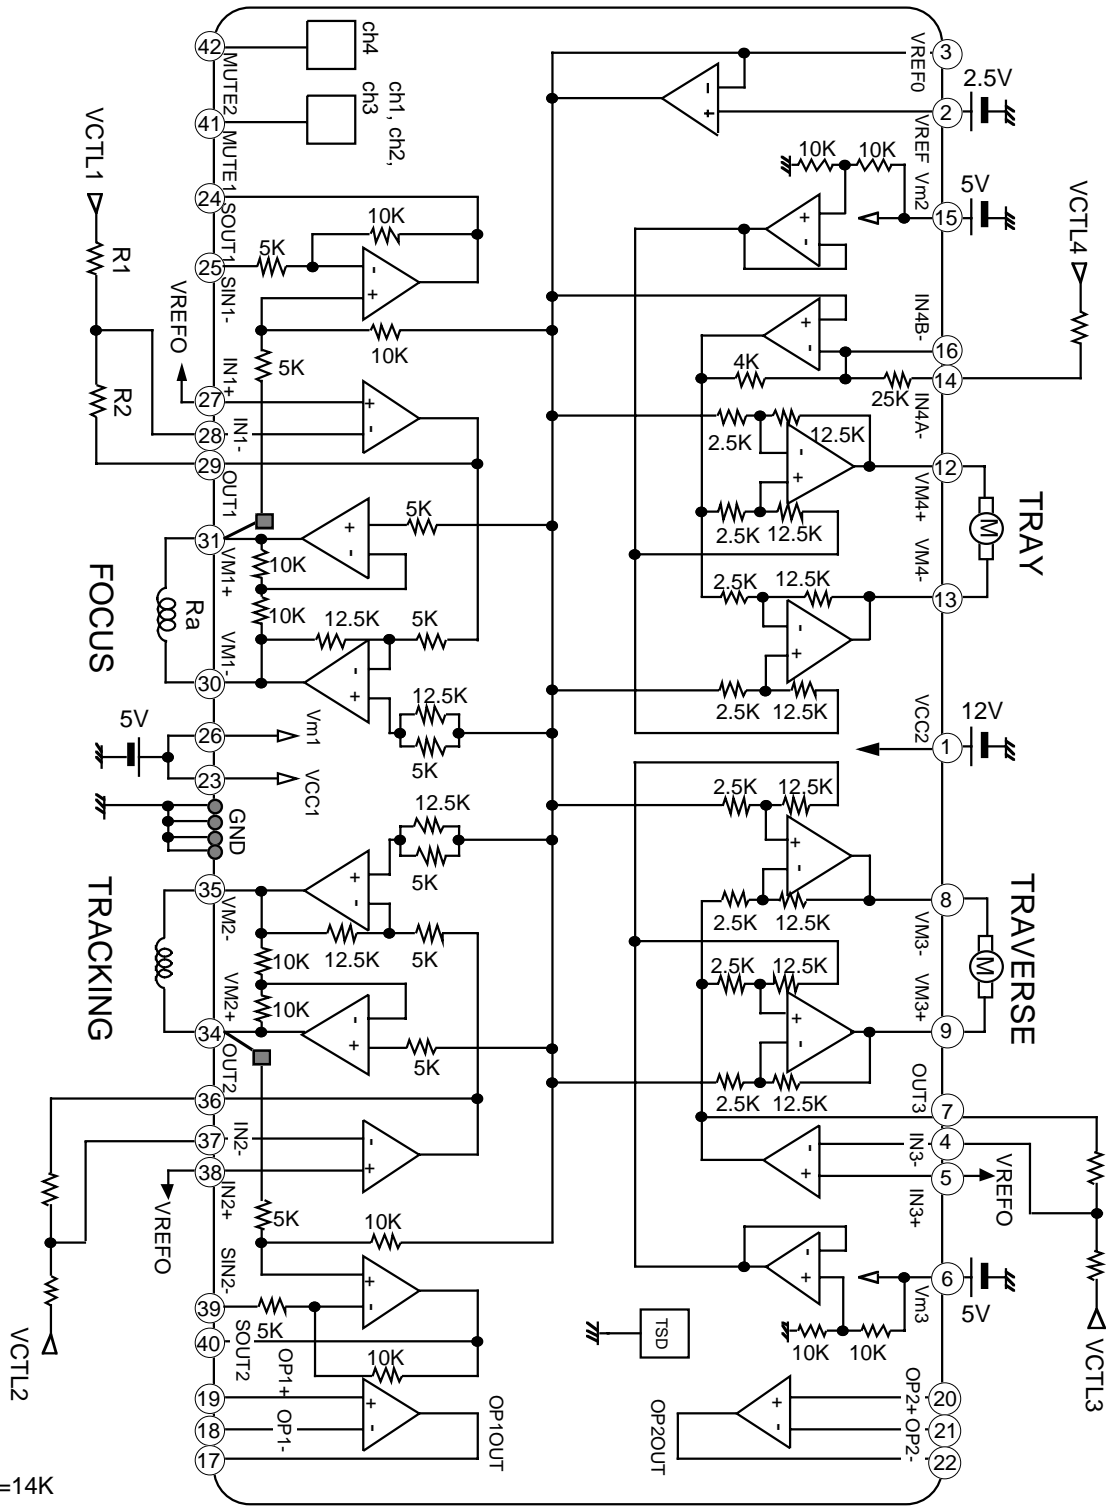 ch4
42
MUTE2
ch1, ch2,
ch3
41
MUTE1
VCTL1
24
SOUT1
10K
5K
25
SIN1-
-
+
R1
VREFO
10K
5K
IN1+
27
R2
28
IN1-
+
-
29
OUT1
31
VM1+
5K
+
-
10K
10K
FOCUS
Ra
VM1-
30
12.5K
5K
-
+
12.5K
5K
5V
26
Vm1
23
VCC1
GND
12.5K
5K
TRACKING
35
VM2-
+
-
12.5K
5K
10K
10K
VM2+
34
-
+
5K
OUT2
36
37
IN2-
-
+
38
IN2+
VREFO
5K
10K
SIN2-
+
-
39
5K
40
SOUT2
10K
VCTL2
OP1+
19
+
-
18
OP1-
17
OP1OUT
=14K
3
VREF0
-
+
2.5V
2
VREF
10K
10K
Vm2
5V
15
+
-
VCTL4
IN4B-
+
-
16
4K
14
25K
IN4A-
2.5K
12.5K
-
+
12
VM4+
TRAY
M
2.5K
12.5K
VM4-
2.5K
12.5K
13
-
+
2.5K
12.5K
VCC2
12V
1
2.5K
12.5K
+
-
TRAVERSE
8
VM3-
2.5K
12.5K
M
2.5K
12.5K
VM3+
+
-
9
2.5K
12.5K
OUT3
7
-
+
4
IN3-
5
IN3+
VREFO
VCTL3
-
+
6
Vm3
5V
10K
10K
TSD
OP2+
20
+
-
21
OP2-
22
OP2OUT